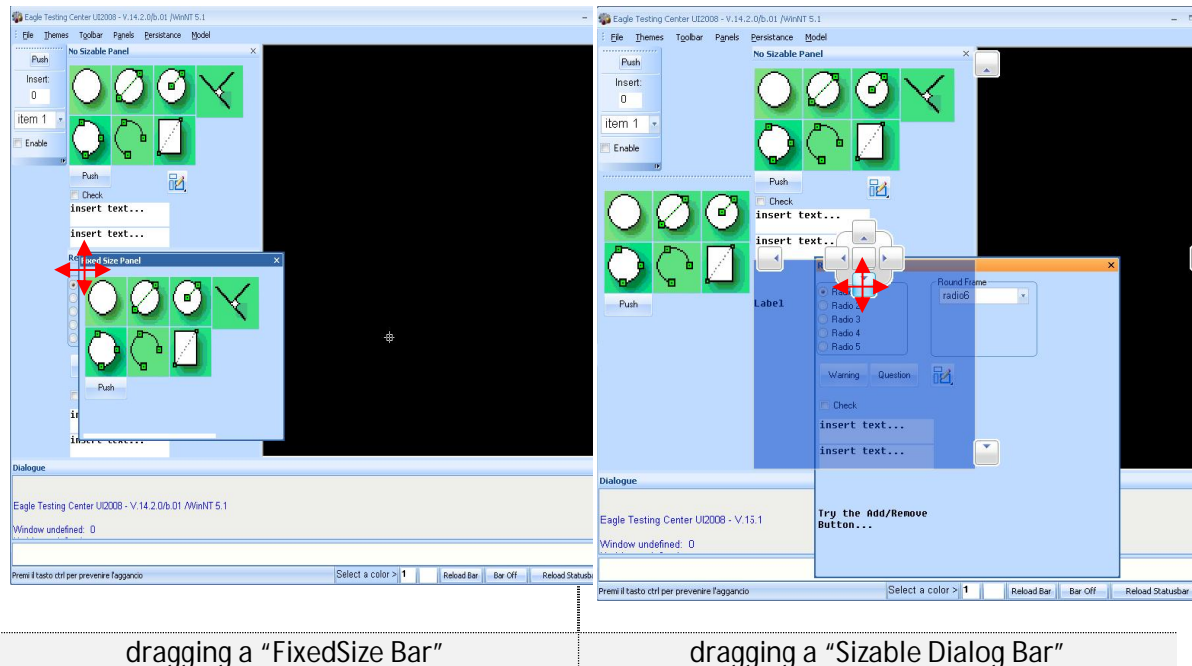 Eagle Testing Center UI2008 - V.14.2.0/b.01 /WinNT 5.1
File Themes Toolbar Panels Persistance Model
Push
Insert:
0
item 1
Enable
No Sizable Panel
Push
Check
insert text...
insert text...
Fixed Size Panel
Push
Dialogue
Eagle Testing Center UI2008 - V.14.2.0/b.01 /WinNT 5.1
Window undefined: 0
Premi il tasto ctrl per prevenire l'aggancio
Select a color > 1 Reload Bar Bar Off Reload Statusba
Eagle Testing Center UI2008 - V.14.2.0/b.01 /WinNT 5.1
File Themes Toolbar Panels Persistance Model
Push
Insert:
0
item 1
Enable
Push
No Sizable Panel
Push
Check
insert text...
insert text...
Label
Radio 3
Radio 4
Radio 5
Round Frame
radio6
Warning Question
Check
insert text...
insert text...
Try the Add/Remove
Button...
Dialogue
Eagle Testing Center UI2008 - V.15.1
Window undefined: 0
Premi il tasto ctrl per prevenire l'aggancio
Select a color > 1 Reload Bar Bar Off Reload Statusbar
dragging a "FixedSize Bar"
dragging a "Sizable Dialog Bar"